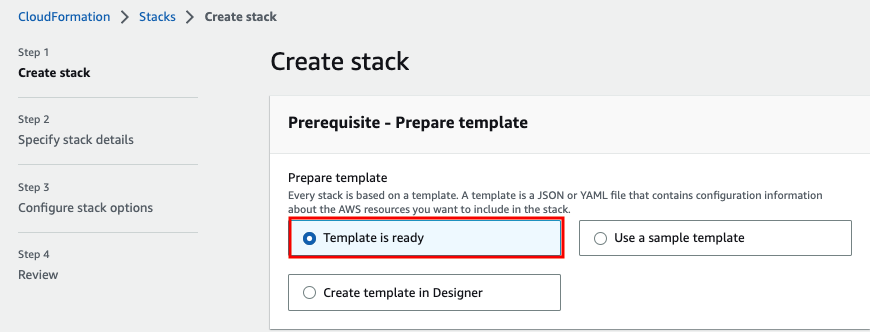 CloudFormation > Stacks > Create stack
Step 1
Create stack
Step 2
Specify stack details
Step 3
Configure stack options
Step 4
Review
Create stack
Prerequisite - Prepare template
Prepare template
Every stack is based on a template. A template is a JSON or YAML file that contains configuration information
about the AWS resources you want to include in the stack.
Template is ready
Use a sample template
Create template in Designer